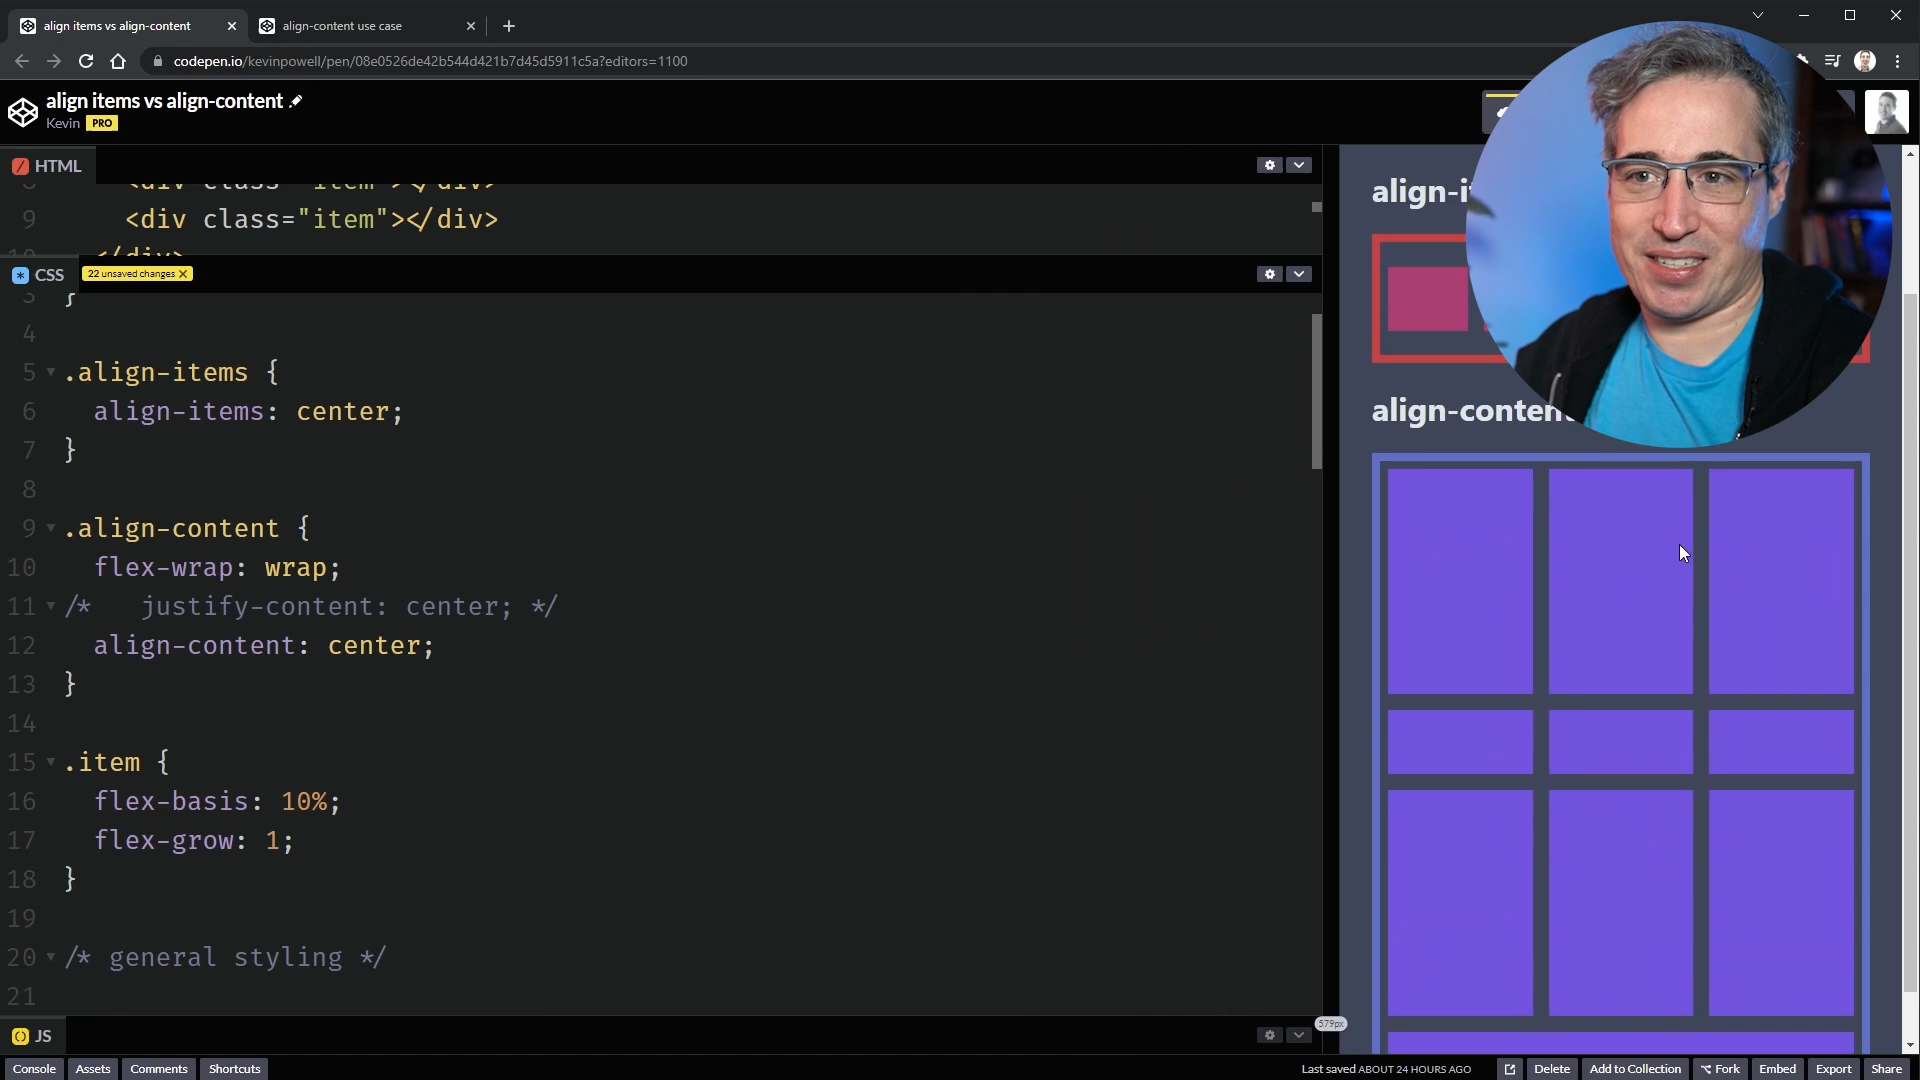 align items vs align-content
align-content use case
codepen.io/kevinpowell/pen/08e0526de42b544d421b7d45d5911c5a?editors=1100
align items vs align-content
Kevin PRO
HTML
9 <div class="item"></div>
CSS 22 unsaved changes
3 }
4
5 .align-items {
6 align-items: center;
7 }
8
9 .align-content {
10 flex-wrap: wrap;
11 /* justify-content: center; */
12 align-content: center;
13 }
14
15 .item {
16 flex-basis: 10%;
17 flex-grow: 1;
18 }
19
20 /* general styling */
21
JS
align-i
align-conten
579px
Console Assets Comments Shortcuts
Last saved ABOUT 24 HOURS AGO Delete Add to Collection Fork Embed Export Share